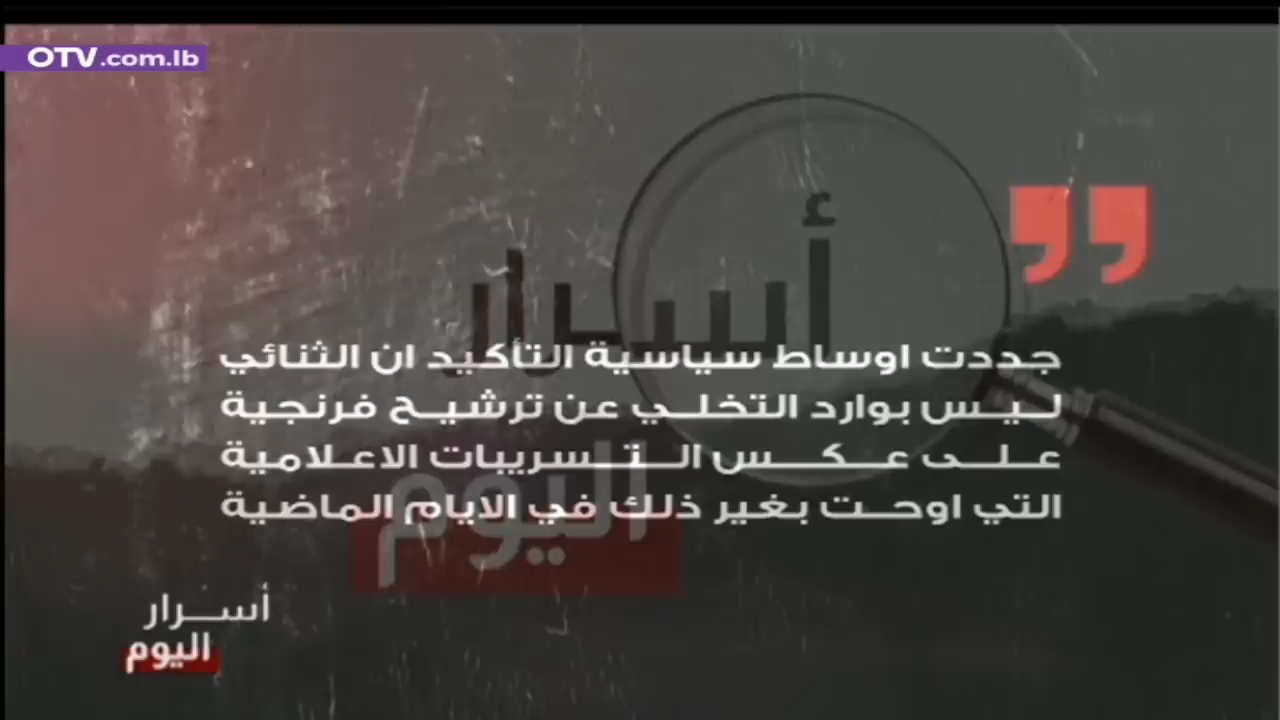 OTV.com.lb
أسرار
جددت اوساط سياسية التأكيد ان الثنائي
ليس بوارد التخلي عن ترشيح فرنجية
على عكس التسريبات الاعلامية
التي اوحت بغير ذلك في الايام الماضية
اليوم
أسرار
اليوم